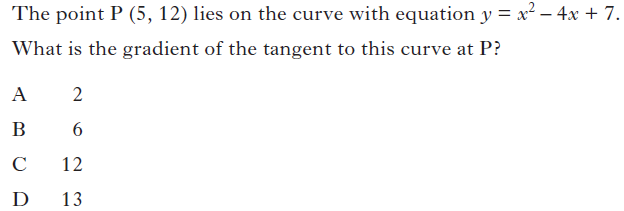 The point P (5, 12) lies on the curve with equation y = x² – 4x + 7.
What is the gradient of the tangent to this curve at P?
A 2
B 6
C 12
D 13